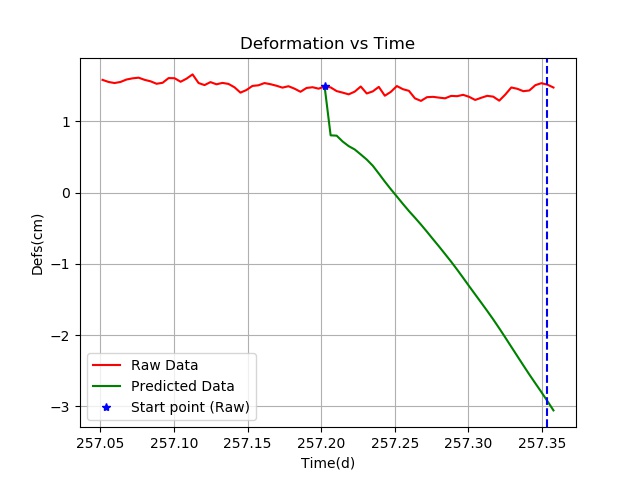 Deformation vs Time
Defs(cm)
1
0
−1
−2
−3
Raw Data
Predicted Data
Start point (Raw)
257.05 257.10 257.15 257.20 257.25 257.30 257.35
Time(d)